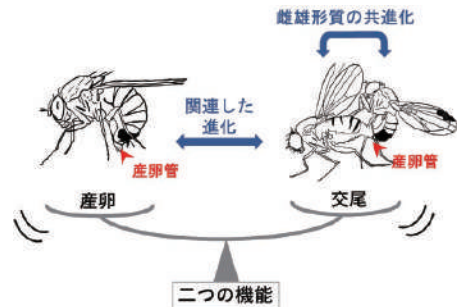 雌雄形質の共進化
関連した
進化
産卵管
産卵管
産卵
交尾
二つの機能